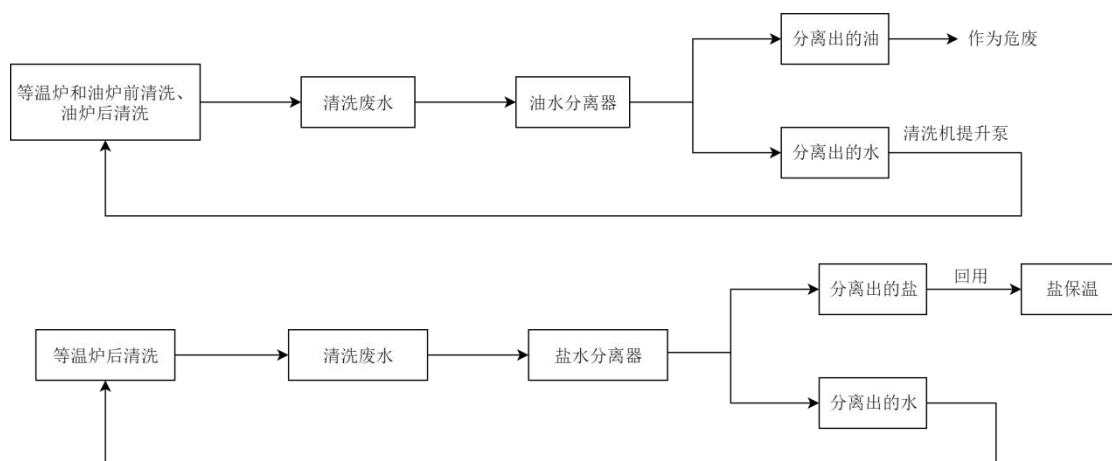 分离出的油
作为危废
等温炉和油炉前清洗、
油炉后清洗
清洗废水
油水分离器
清洗机提升泵
分离出的水
分离出的盐
回用
盐保温
等温炉后清洗
清洗废水
盐水分离器
分离出的水